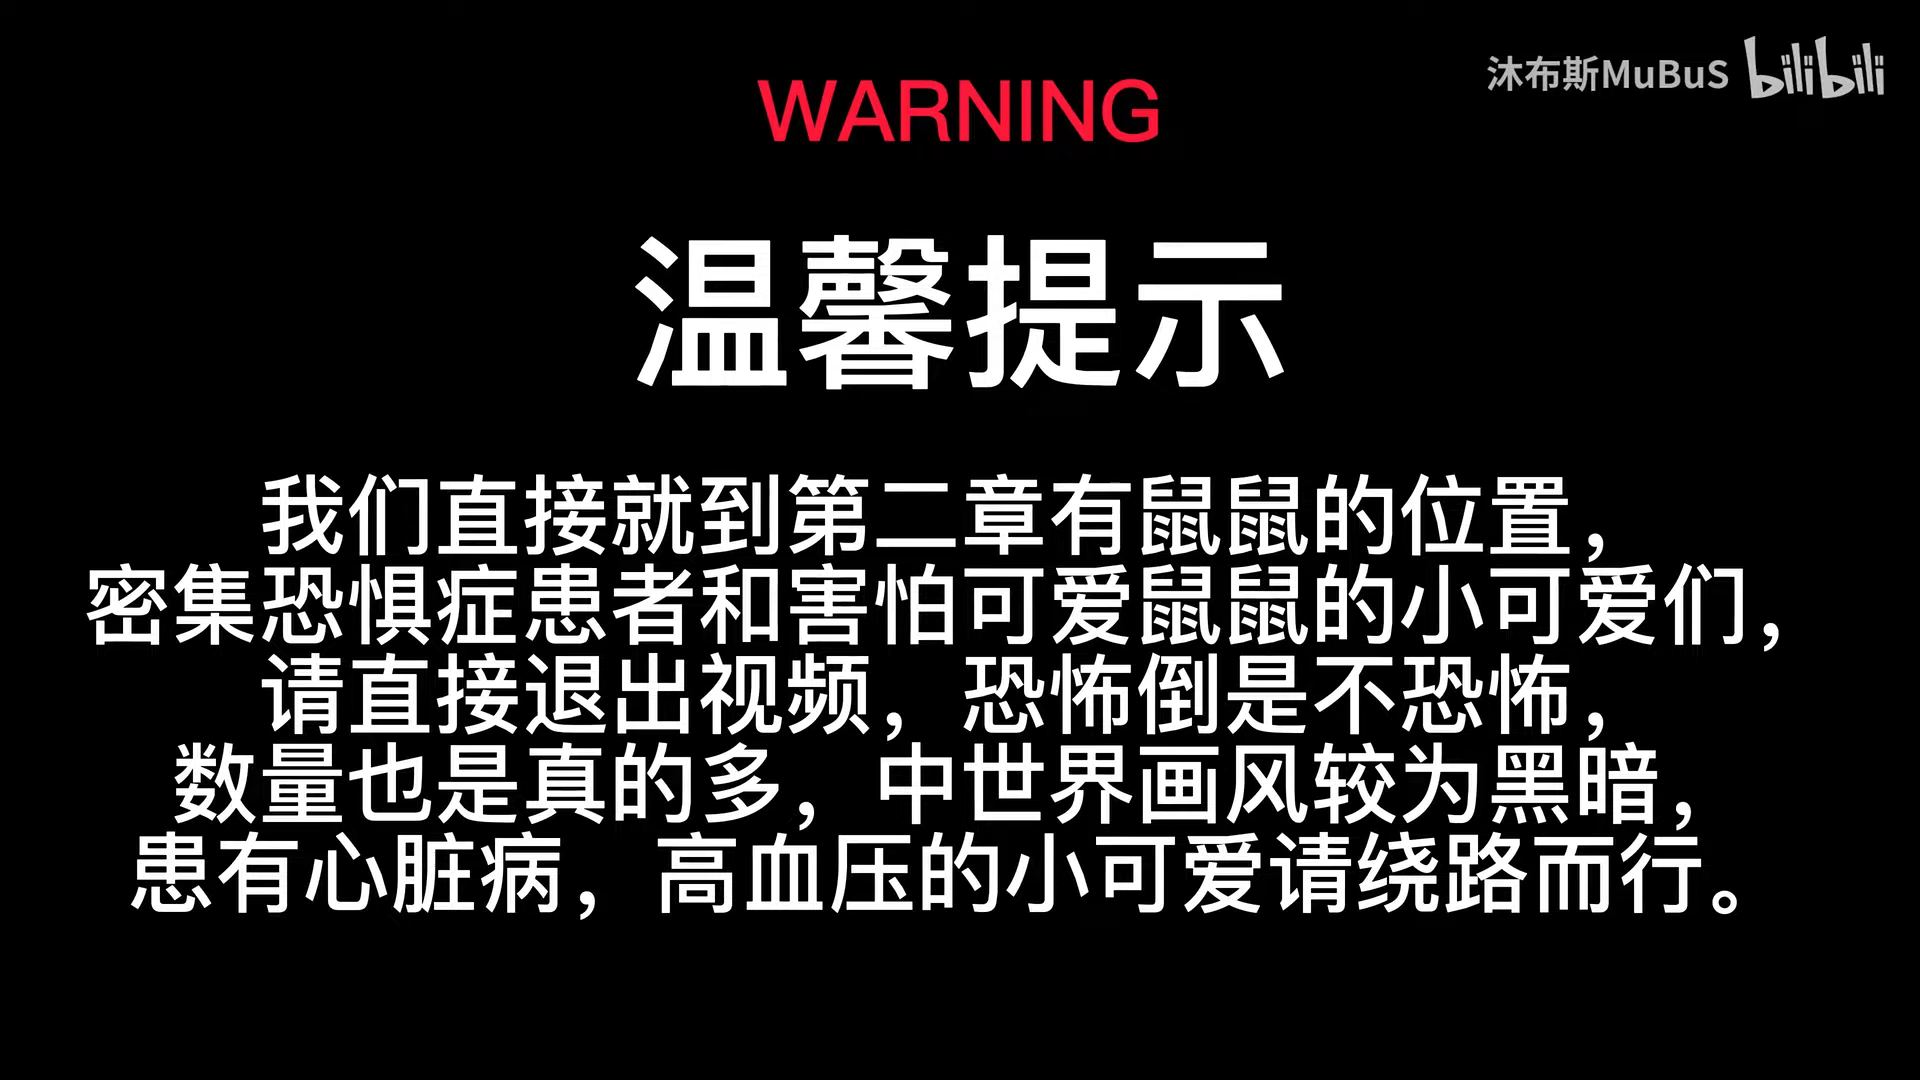 沐布斯MuBuS bilibili
WARNING
温馨提示
我们直接就到第二章有鼠鼠的位置，
密集恐惧症患者和害怕可爱鼠鼠的小可爱们，
请直接退出视频，恐怖倒是不恐怖，
数量也是真的多，中世界画风较为黑暗，
患有心脏病，高血压的小可爱请绕路而行。